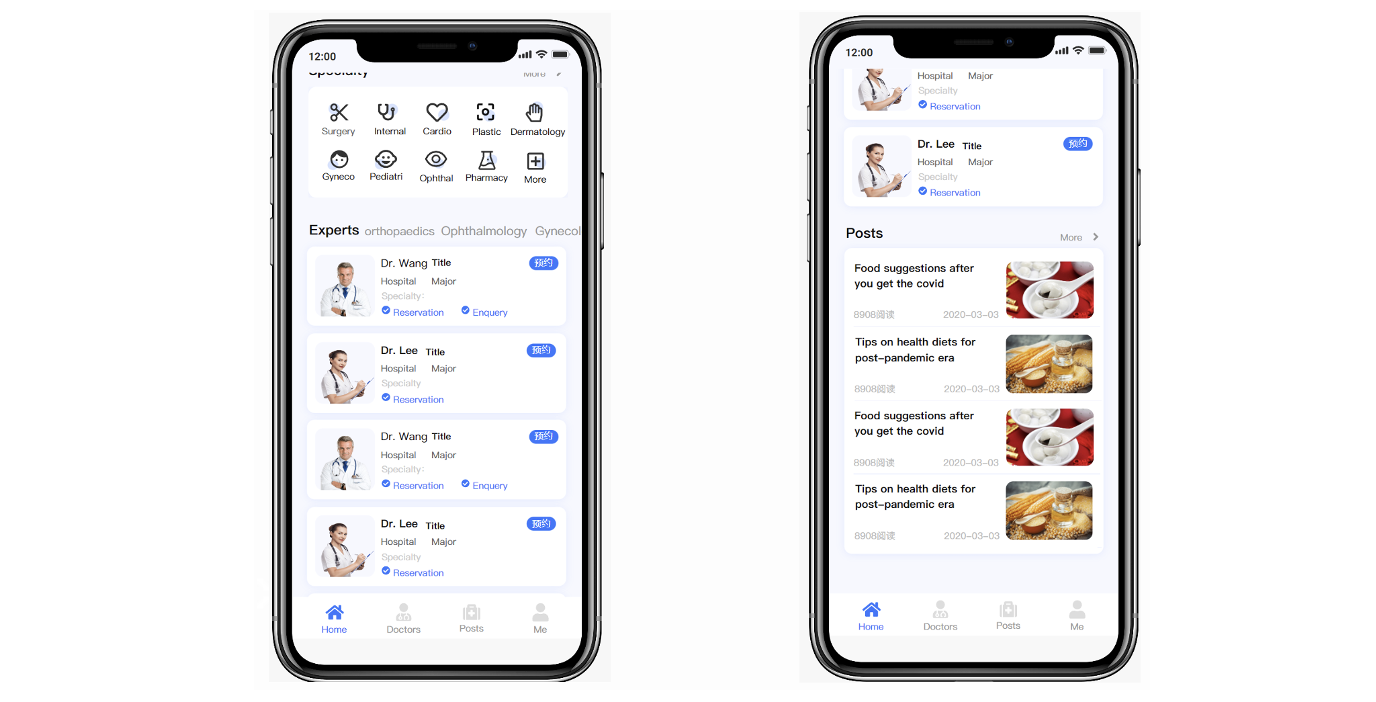 12:00
Specialty
More
Surgery
Internal
Cardio
Plastic
Dermatology
Gyneco
Pediatri
Ophthal
Pharmacy
More
Experts orthopaedics Ophthalmology Gynecol
Dr. Wang Title
预约
Hospital Major
Specialty:
Reservation Enquery
Dr. Lee Title
预约
Hospital Major
Specialty
Reservation
Dr. Wang Title
预约
Hospital Major
Specialty:
Reservation Enquery
Dr. Lee Title
预约
Hospital Major
Specialty
Reservation
Home
Doctors
Posts
Me
12:00
Hospital Major
Specialty
Reservation
Dr. Lee Title
预约
Hospital Major
Specialty
Reservation
Posts
More
Food suggestions after
you get the covid
8908阅读 2020-03-03
Tips on health diets for
post-pandemic era
8908阅读 2020-03-03
Food suggestions after
you get the covid
8908阅读 2020-03-03
Tips on health diets for
post-pandemic era
8908阅读 2020-03-03
Home
Doctors
Posts
Me